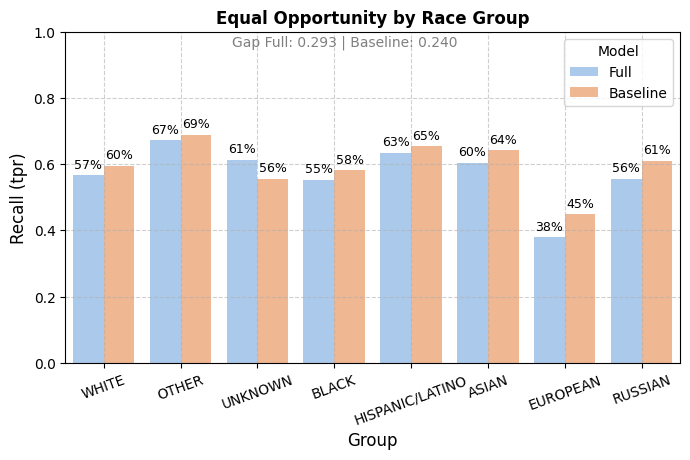 Equal Opportunity by Race Group
Gap Full: 0.293 | Baseline: 0.240
Model
Full
Baseline
Recall (tpr)
1.0
0.8
0.6
0.4
0.2
0.0
57% 60% 67% 69% 61% 56% 55% 58% 63% 65% 60% 64% 38% 45% 56% 61%
WHITE OTHER UNKNOWN BLACK HISPANIC/LATINO ASIAN EUROPEAN RUSSIAN
Group